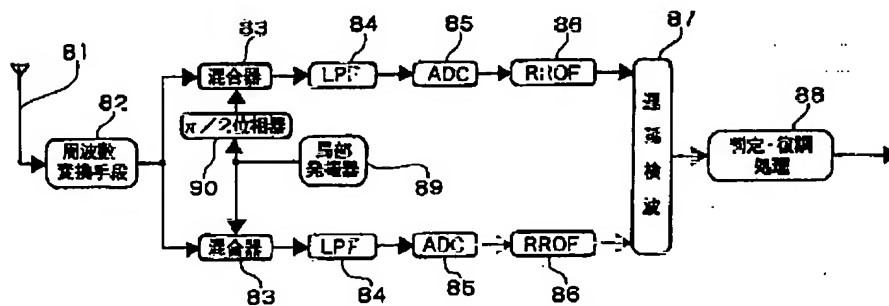 81
82
周波数
変換手段
83
混合器
84
LPF
85
ADC
86
RROF
87
遅延検波
88
判定・復調
処理
π/2位相器
90
局部
発振器
89
混合器
83
LPF
84
ADC
85
RROF
86